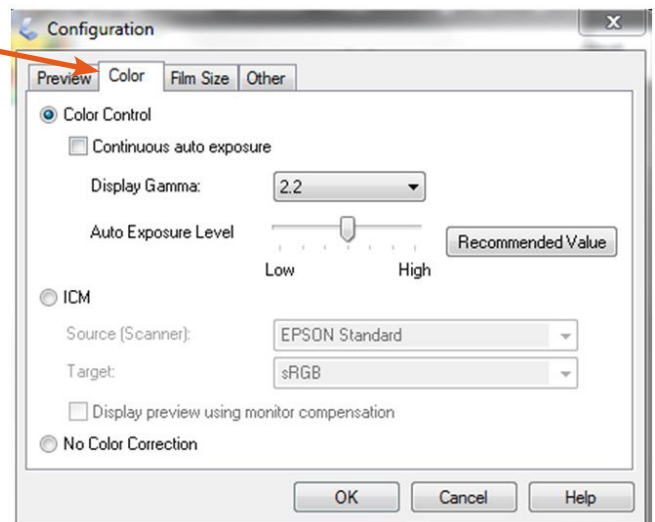 Configuration
Preview Color Film Size Other
Color Control
Continuous auto exposure
Display Gamma: 2.2
Auto Exposure Level
Recommended Value
Low High
ICM
Source (Scanner): EPSON Standard
Target: sRGB
Display preview using monitor compensation
No Color Correction
OK Cancel Help